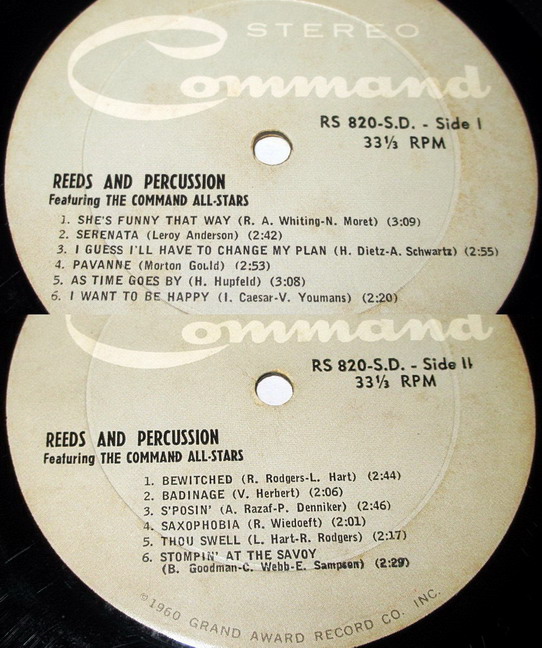 STEREO
Command
RS 820-S.D. - Side I
33⅓ RPM
REEDS AND PERCUSSION
Featuring THE COMMAND ALL-STARS
1. SHE'S FUNNY THAT WAY (R. A. Whiting-N. Moret) (3:09)
2. SERENATA (Leroy Anderson) (2:42)
3. I GUESS I'LL HAVE TO CHANGE MY PLAN (H. Dietz-A. Schwartz) (2:55)
4. PAVANNE (Morton Gould) (2:53)
5. AS TIME GOES BY (H. Hupfeld) (3:08)
6. I WANT TO BE HAPPY (I. Caesar-V. Youmans) (2:20)
Command
RS 820-S.D. - Side II
33⅓ RPM
REEDS AND PERCUSSION
Featuring THE COMMAND ALL-STARS
1. BEWITCHED (R. Rodgers-L. Hart) (2:44)
2. BADINAGE (V. Herbert) (2:06)
3. S'POSIN' (A. Razaf-P. Denniker) (2:46)
4. SAXOPHOBIA (R. Wiedoeft) (2:01)
5. THOU SWELL (L. Hart-R. Rodgers) (2:17)
6. STOMPIN' AT THE SAVOY
(B. Goodman-C. Webb-E. Sampson) (2:29)
©1960 GRAND AWARD RECORD CO. INC.